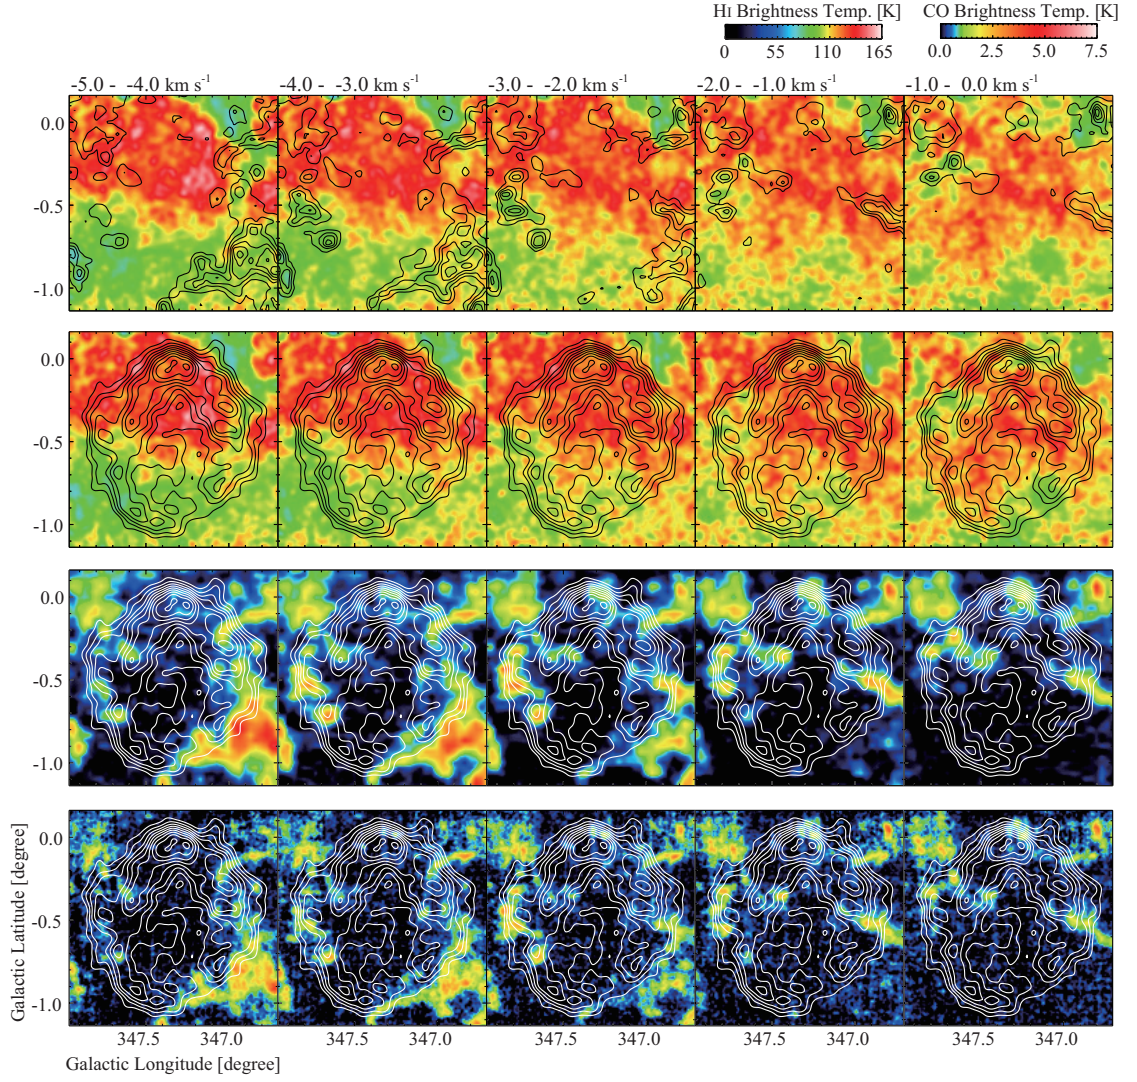 HI Brightness Temp. [K] CO Brightness Temp. [K]
0 55 110 165 0.0 2.5 5.0 7.5
-5.0 - -4.0 km s-1 -4.0 - -3.0 km s-1 -3.0 - -2.0 km s-1 -2.0 - -1.0 km s-1 -1.0 - 0.0 km s-1
0.0
-0.5
-1.0
0.0
-0.5
-1.0
0.0
-0.5
-1.0
0.0
-0.5
-1.0
Galactic Latitude [degree]
347.5 347.0 347.5 347.0 347.5 347.0 347.5 347.0 347.5 347.0
Galactic Longitude [degree]